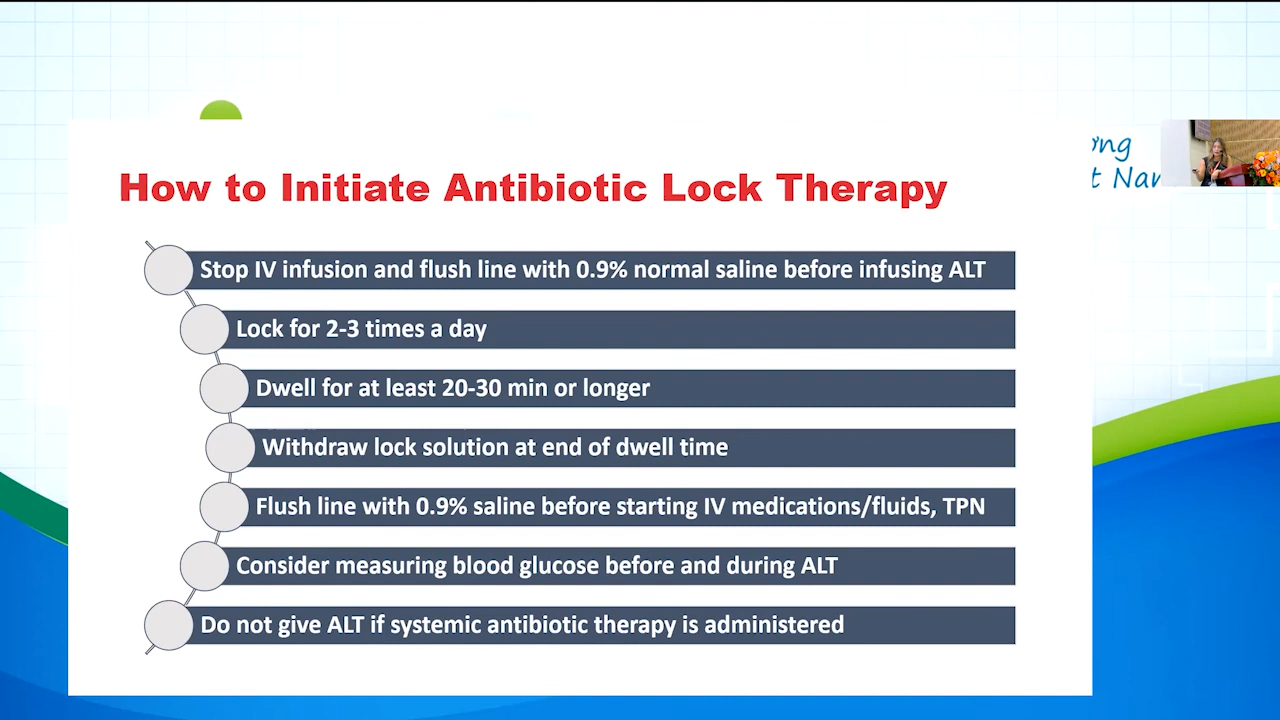 How to Initiate Antibiotic Lock Therapy
Stop IV infusion and flush line with 0.9% normal saline before infusing ALT
Lock for 2-3 times a day
Dwell for at least 20-30 min or longer
Withdraw lock solution at end of dwell time
Flush line with 0.9% saline before starting IV medications/fluids, TPN
Consider measuring blood glucose before and during ALT
Do not give ALT if systemic antibiotic therapy is administered